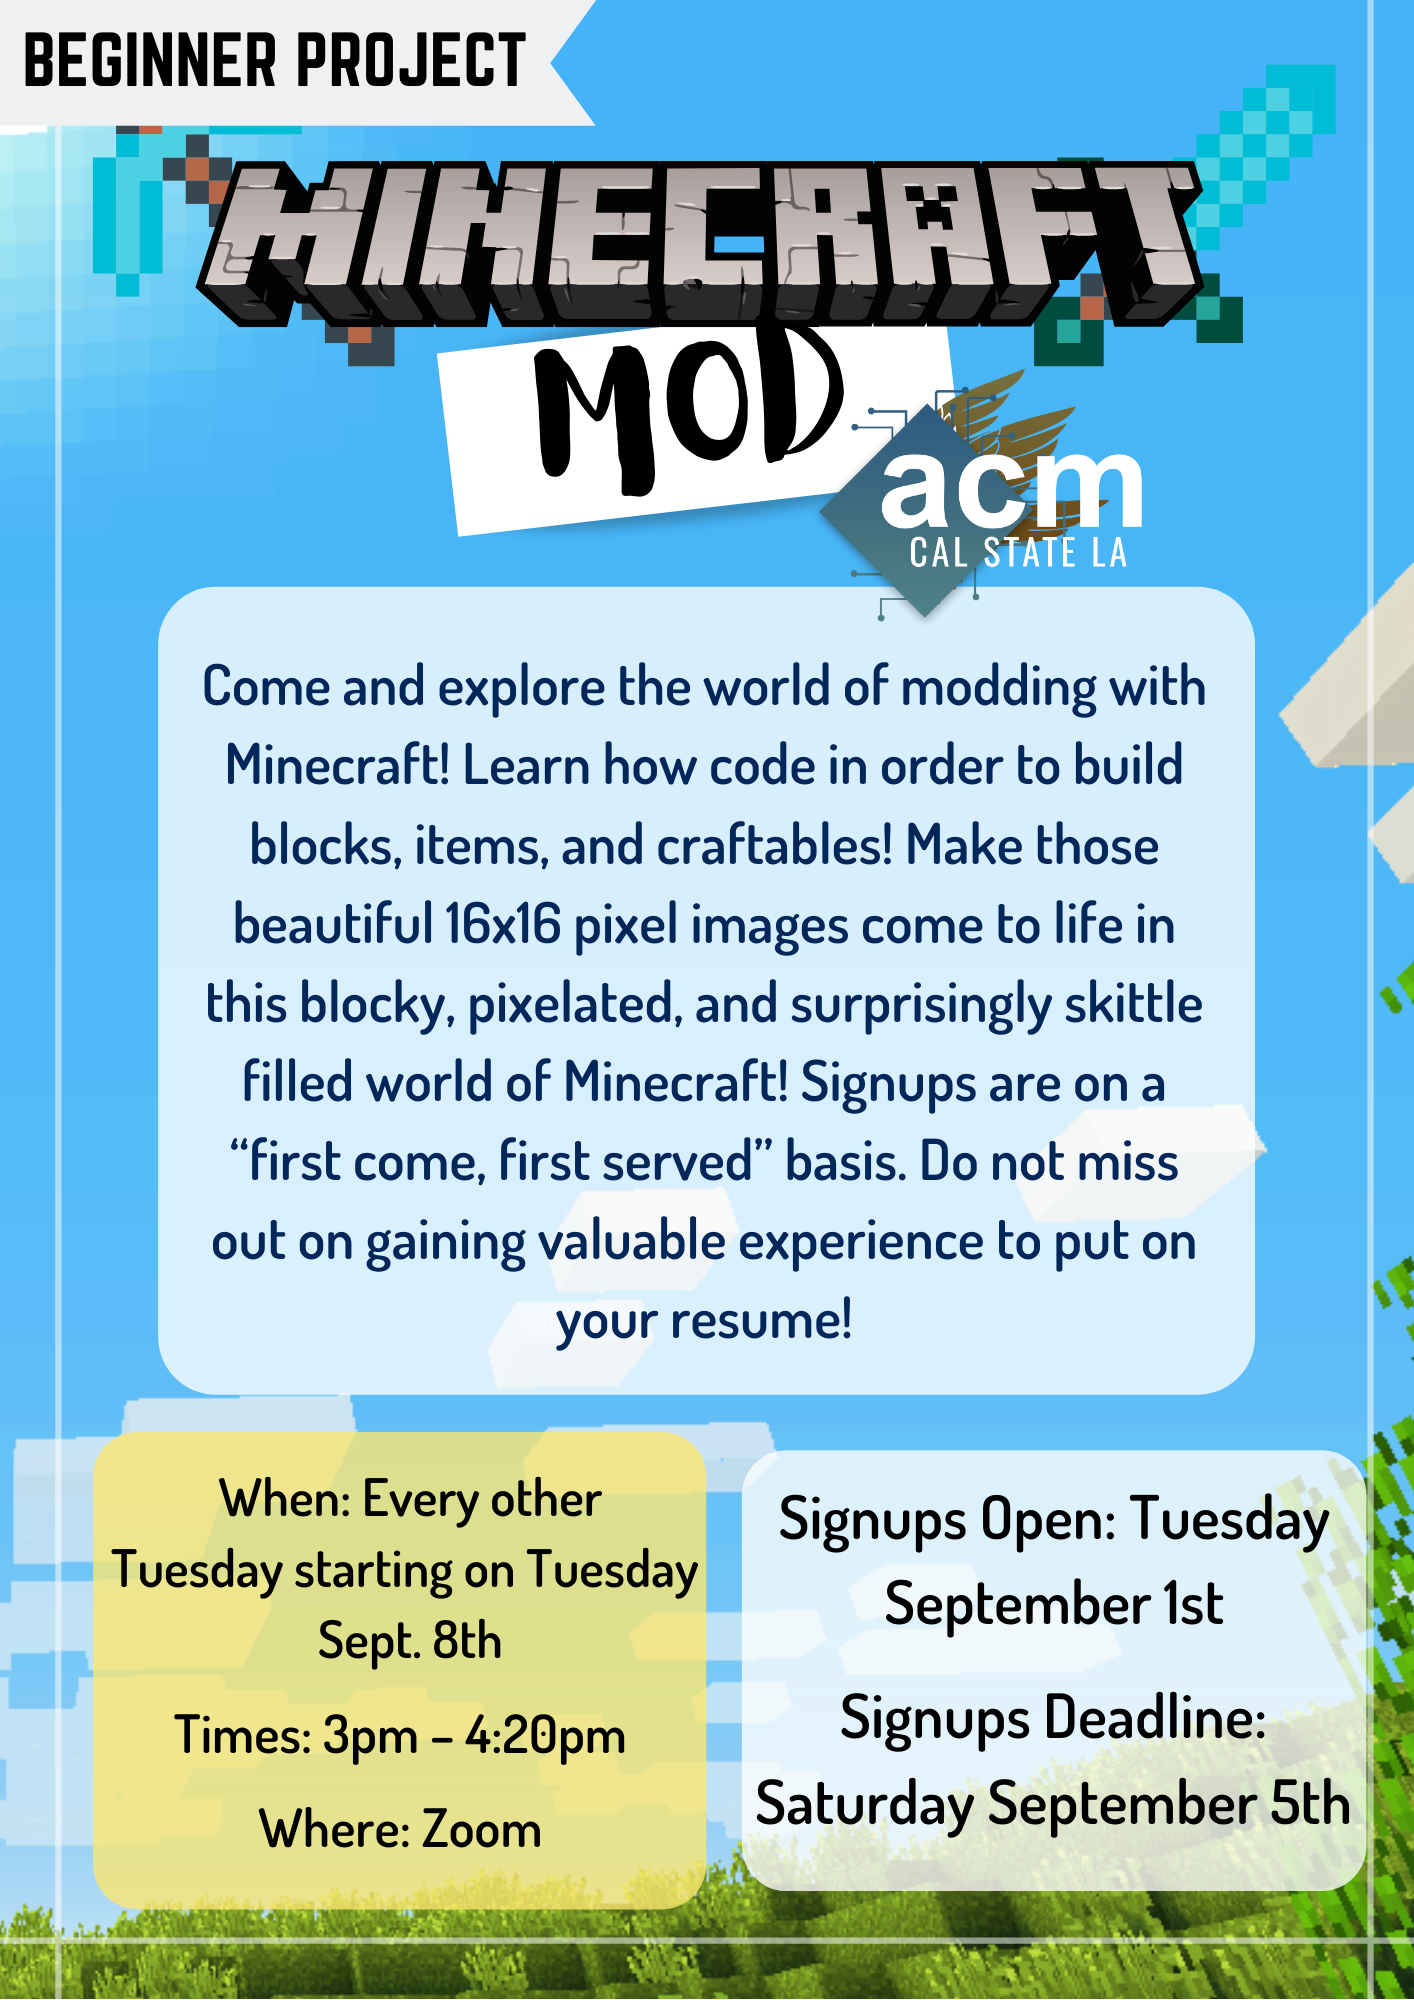 BEGINNER PROJECT
MINECRAFT
MOD
acm
CAL STATE LA
Come and explore the world of modding with
Minecraft! Learn how code in order to build
blocks, items, and craftables! Make those
beautiful 16x16 pixel images come to life in
this blocky, pixelated, and surprisingly skittle
filled world of Minecraft! Signups are on a
“first come, first served” basis. Do not miss
out on gaining valuable experience to put on
your resume!
When: Every other
Tuesday starting on Tuesday
Sept. 8th
Times: 3pm – 4:20pm
Where: Zoom
Signups Open: Tuesday
September 1st
Signups Deadline:
Saturday September 5th